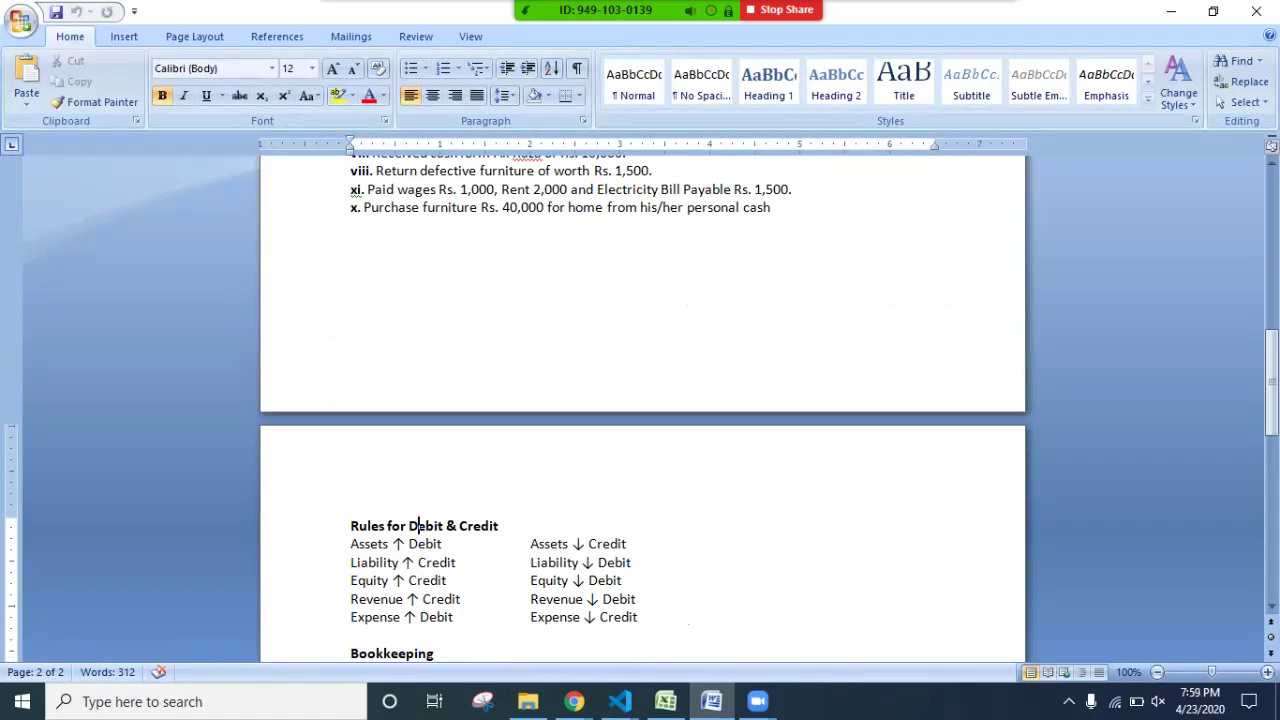 ID: 949-103-0139
Stop Share
Home Insert Page Layout References Mailings Review View
Cut
Copy
Paste
Format Painter
Clipboard
Calibri (Body) 12
Font
Paragraph
AaBbCcDc AaBbCcDc AaBbCc AaBbCc AaB AaBbCc. AaBbCcDc AaBbCcDc
¶ Normal ¶ No Spaci... Heading 1 Heading 2 Title Subtitle Subtle Em... Emphasis
Change Styles
Styles
Find
Replace
Select
Editing
viii. Return defective furniture of worth Rs. 1,500.
xi. Paid wages Rs. 1,000, Rent 2,000 and Electricity Bill Payable Rs. 1,500.
x. Purchase furniture Rs. 40,000 for home from his/her personal cash
Rules for Debit & Credit
Assets ↑ Debit Assets ↓ Credit
Liability ↑ Credit Liability ↓ Debit
Equity ↑ Credit Equity ↓ Debit
Revenue ↑ Credit Revenue ↓ Debit
Expense ↑ Debit Expense ↓ Credit
Bookkeeping
Page: 2 of 2 Words: 312 100%
Type here to search
7:59 PM
4/23/2020